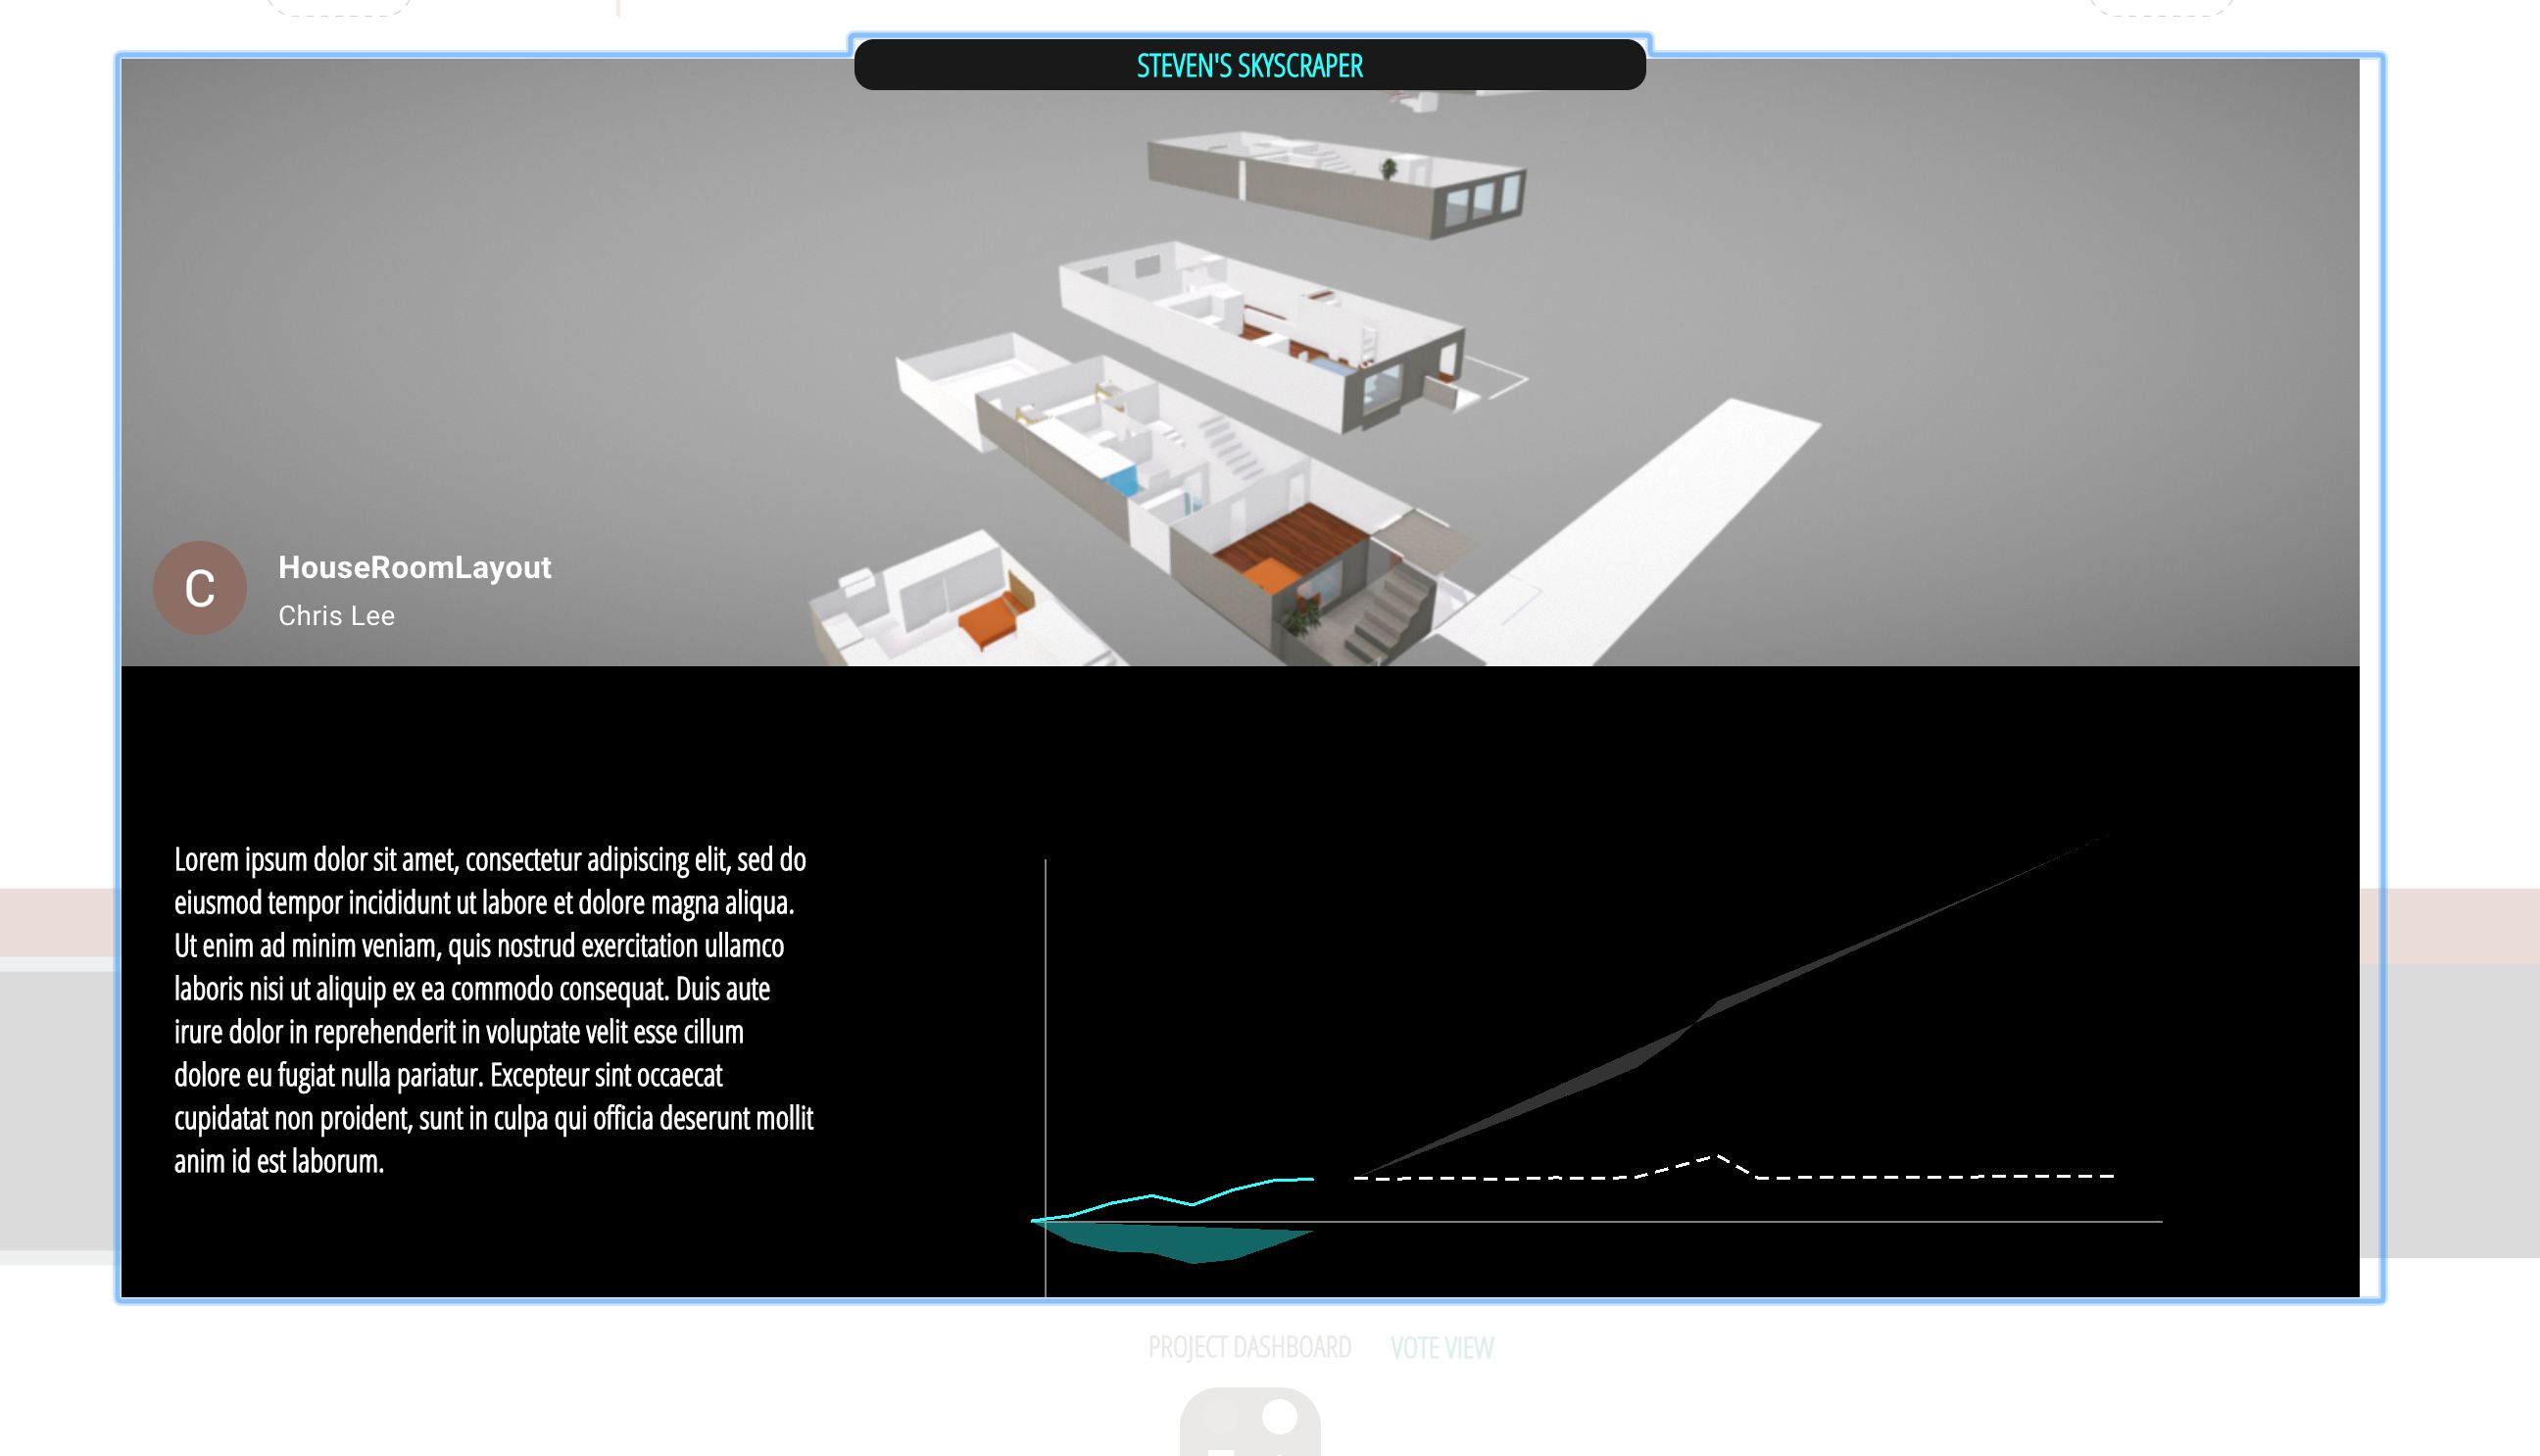 STEVEN'S SKYSCRAPER
C
HouseRoomLayout
Chris Lee
Lorem ipsum dolor sit amet, consectetur adipiscing elit, sed do
eiusmod tempor incididunt ut labore et dolore magna aliqua.
Ut enim ad minim veniam, quis nostrud exercitation ullamco
laboris nisi ut aliquip ex ea commodo consequat. Duis aute
irure dolor in reprehenderit in voluptate velit esse cillum
dolore eu fugiat nulla pariatur. Excepteur sint occaecat
cupidatat non proident, sunt in culpa qui officia deserunt mollit
anim id est laborum.
PROJECT DASHBOARD VOTE VIEW